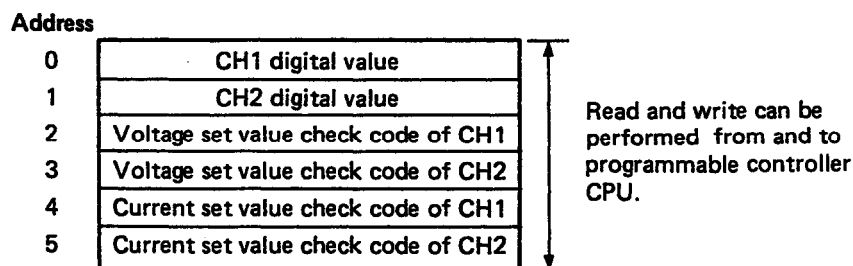 Address
0 CH1 digital value
1 CH2 digital value
2 Voltage set value check code of CH1
3 Voltage set value check code of CH2
4 Current set value check code of CH1
5 Current set value check code of CH2
Read and write can be
performed from and to
programmable controller
CPU.